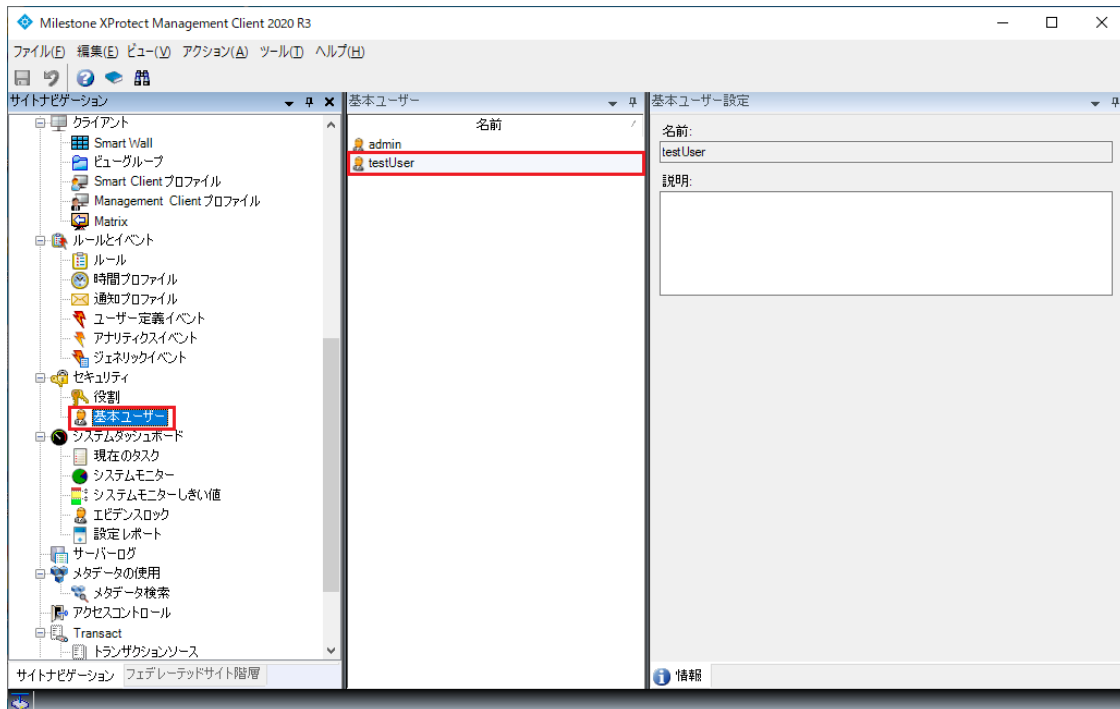 Milestone XProtect Management Client 2020 R3
ファイル(F) 編集(E) ビュー(V) アクション(A) ツール(T) ヘルプ(H)
サイトナビゲーション
クライアント
Smart Wall
ビューグループ
Smart Clientプロファイル
Management Clientプロファイル
Matrix
ルールとイベント
ルール
時間プロファイル
通知プロファイル
ユーザー定義イベント
アナリティクスイベント
ジェネリックイベント
セキュリティ
役割
基本ユーザー
システムダッシュボード
現在のタスク
システムモニター
システムモニターしきい値
エビデンスロック
設定レポート
サーバーログ
メタデータの使用
メタデータ検索
アクセスコントロール
Transact
トランザクションソース
サイトナビゲーション フェデレーテッドサイト階層
基本ユーザー
名前
admin
testUser
基本ユーザー設定
名前:
testUser
説明:
情報